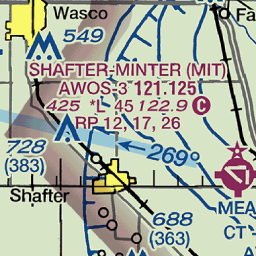 Wasco
Fa
549
SHAFTER-MINTER (MIT)
AWOS-3 121.125
425 *L 45 122.9 C
RP 12, 17, 26
269°
728
(383)
Shafter
688
(363)
MEA
CT